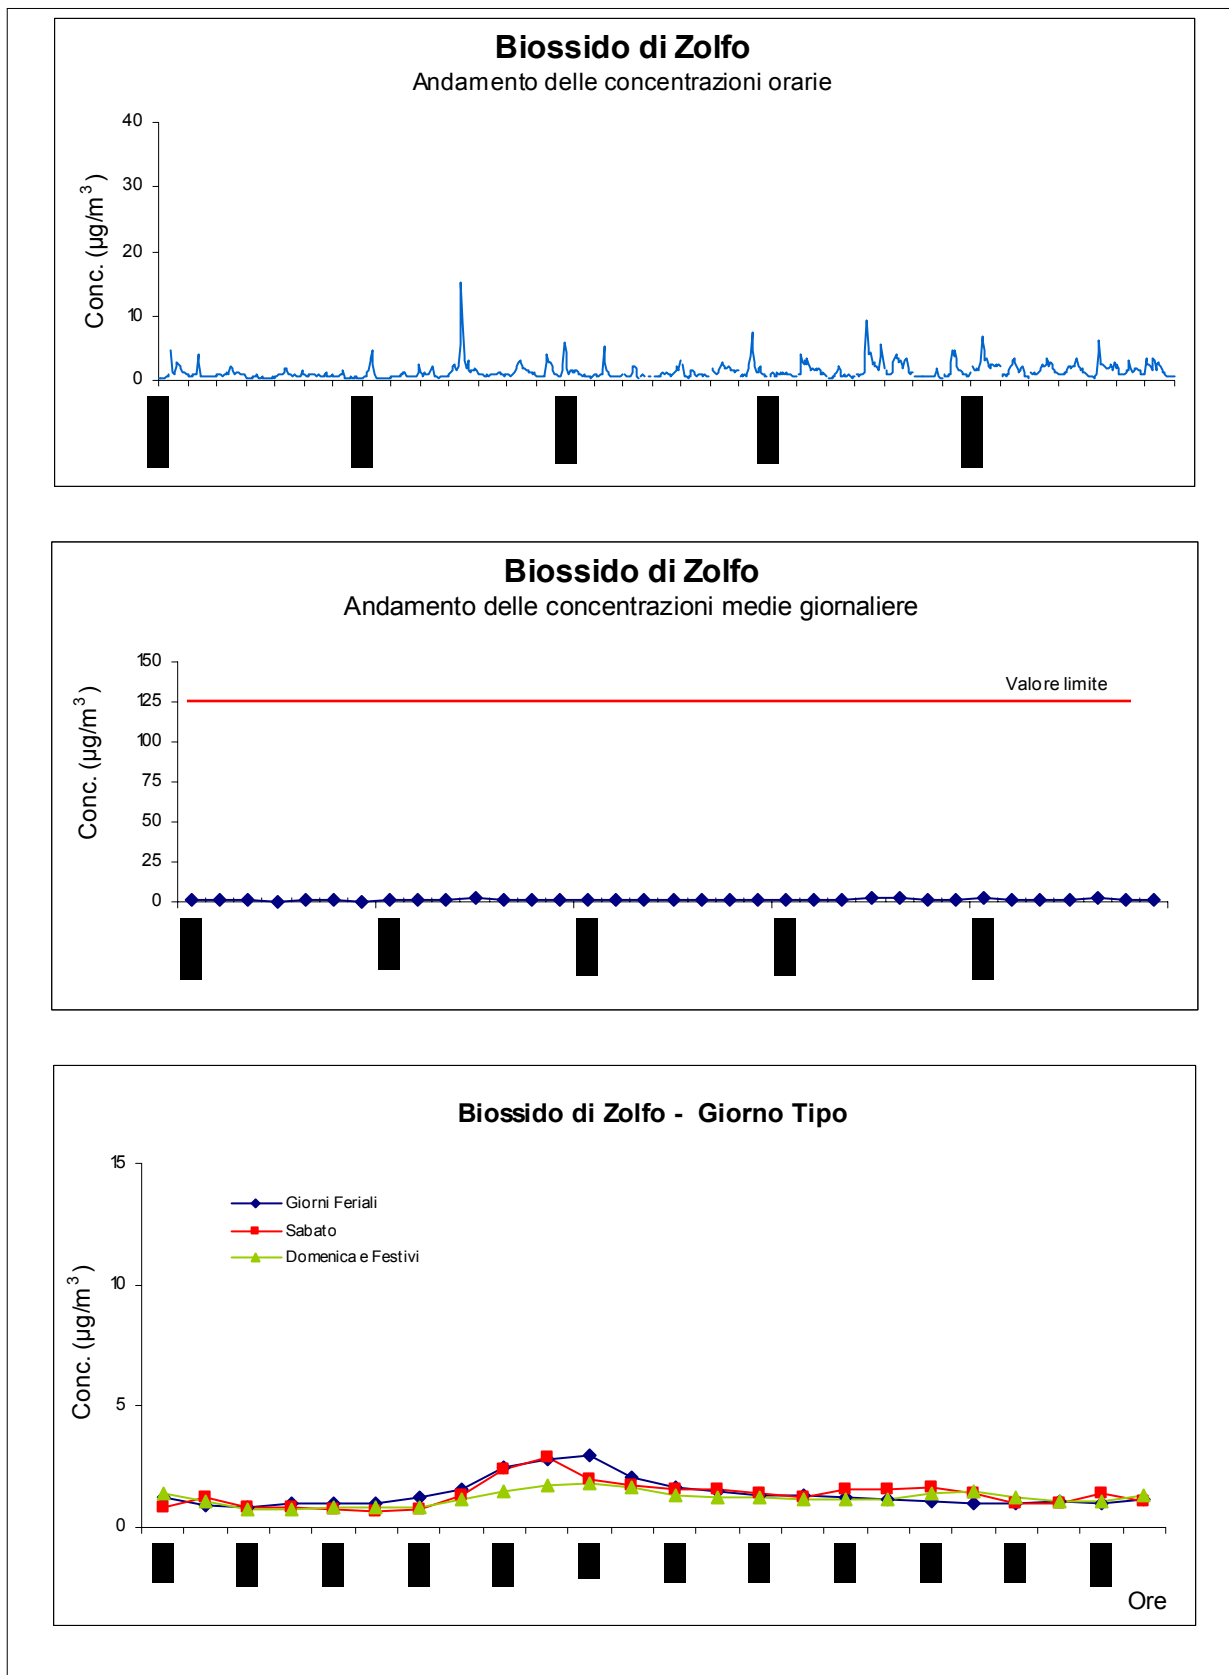 Biossido di Zolfo
Andamento delle concentrazioni orarie
40
30
20
10
0
Conc. (µg/m³)
Biossido di Zolfo
Andamento delle concentrazioni medie giornaliere
150
125
100
75
50
25
0
Conc. (µg/m³)
Valore limite
Biossido di Zolfo - Giorno Tipo
15
10
5
0
Conc. (µg/m³)
Giorni Feriali
Sabato
Domenica e Festivi
Ore